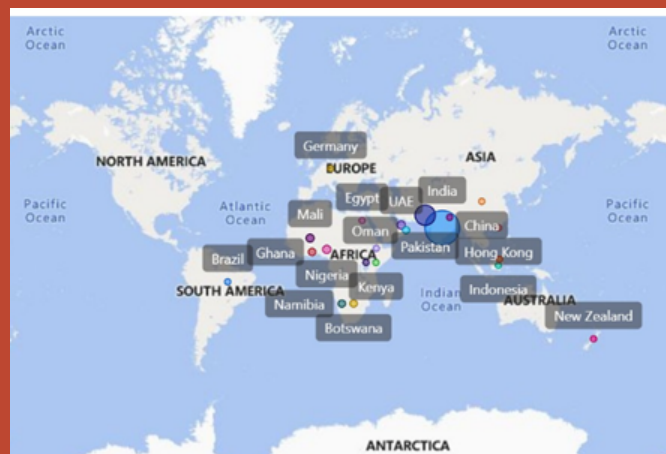 Arctic
Ocean
Arctic
Ocean
Germany
NORTH AMERICA
EUROPE
ASIA
Pacific
Ocean
Atlantic
Ocean
Egypt
UAE
India
Pacific
Ocean
Mali
Oman
China
Brazil
Ghana
AFRICA
Pakistan
Hong Kong
SOUTH AMERICA
Nigeria
Kenya
Indian
Ocean
Indonesia
AUSTRALIA
Namibia
Botswana
New Zealand
ANTARCTICA